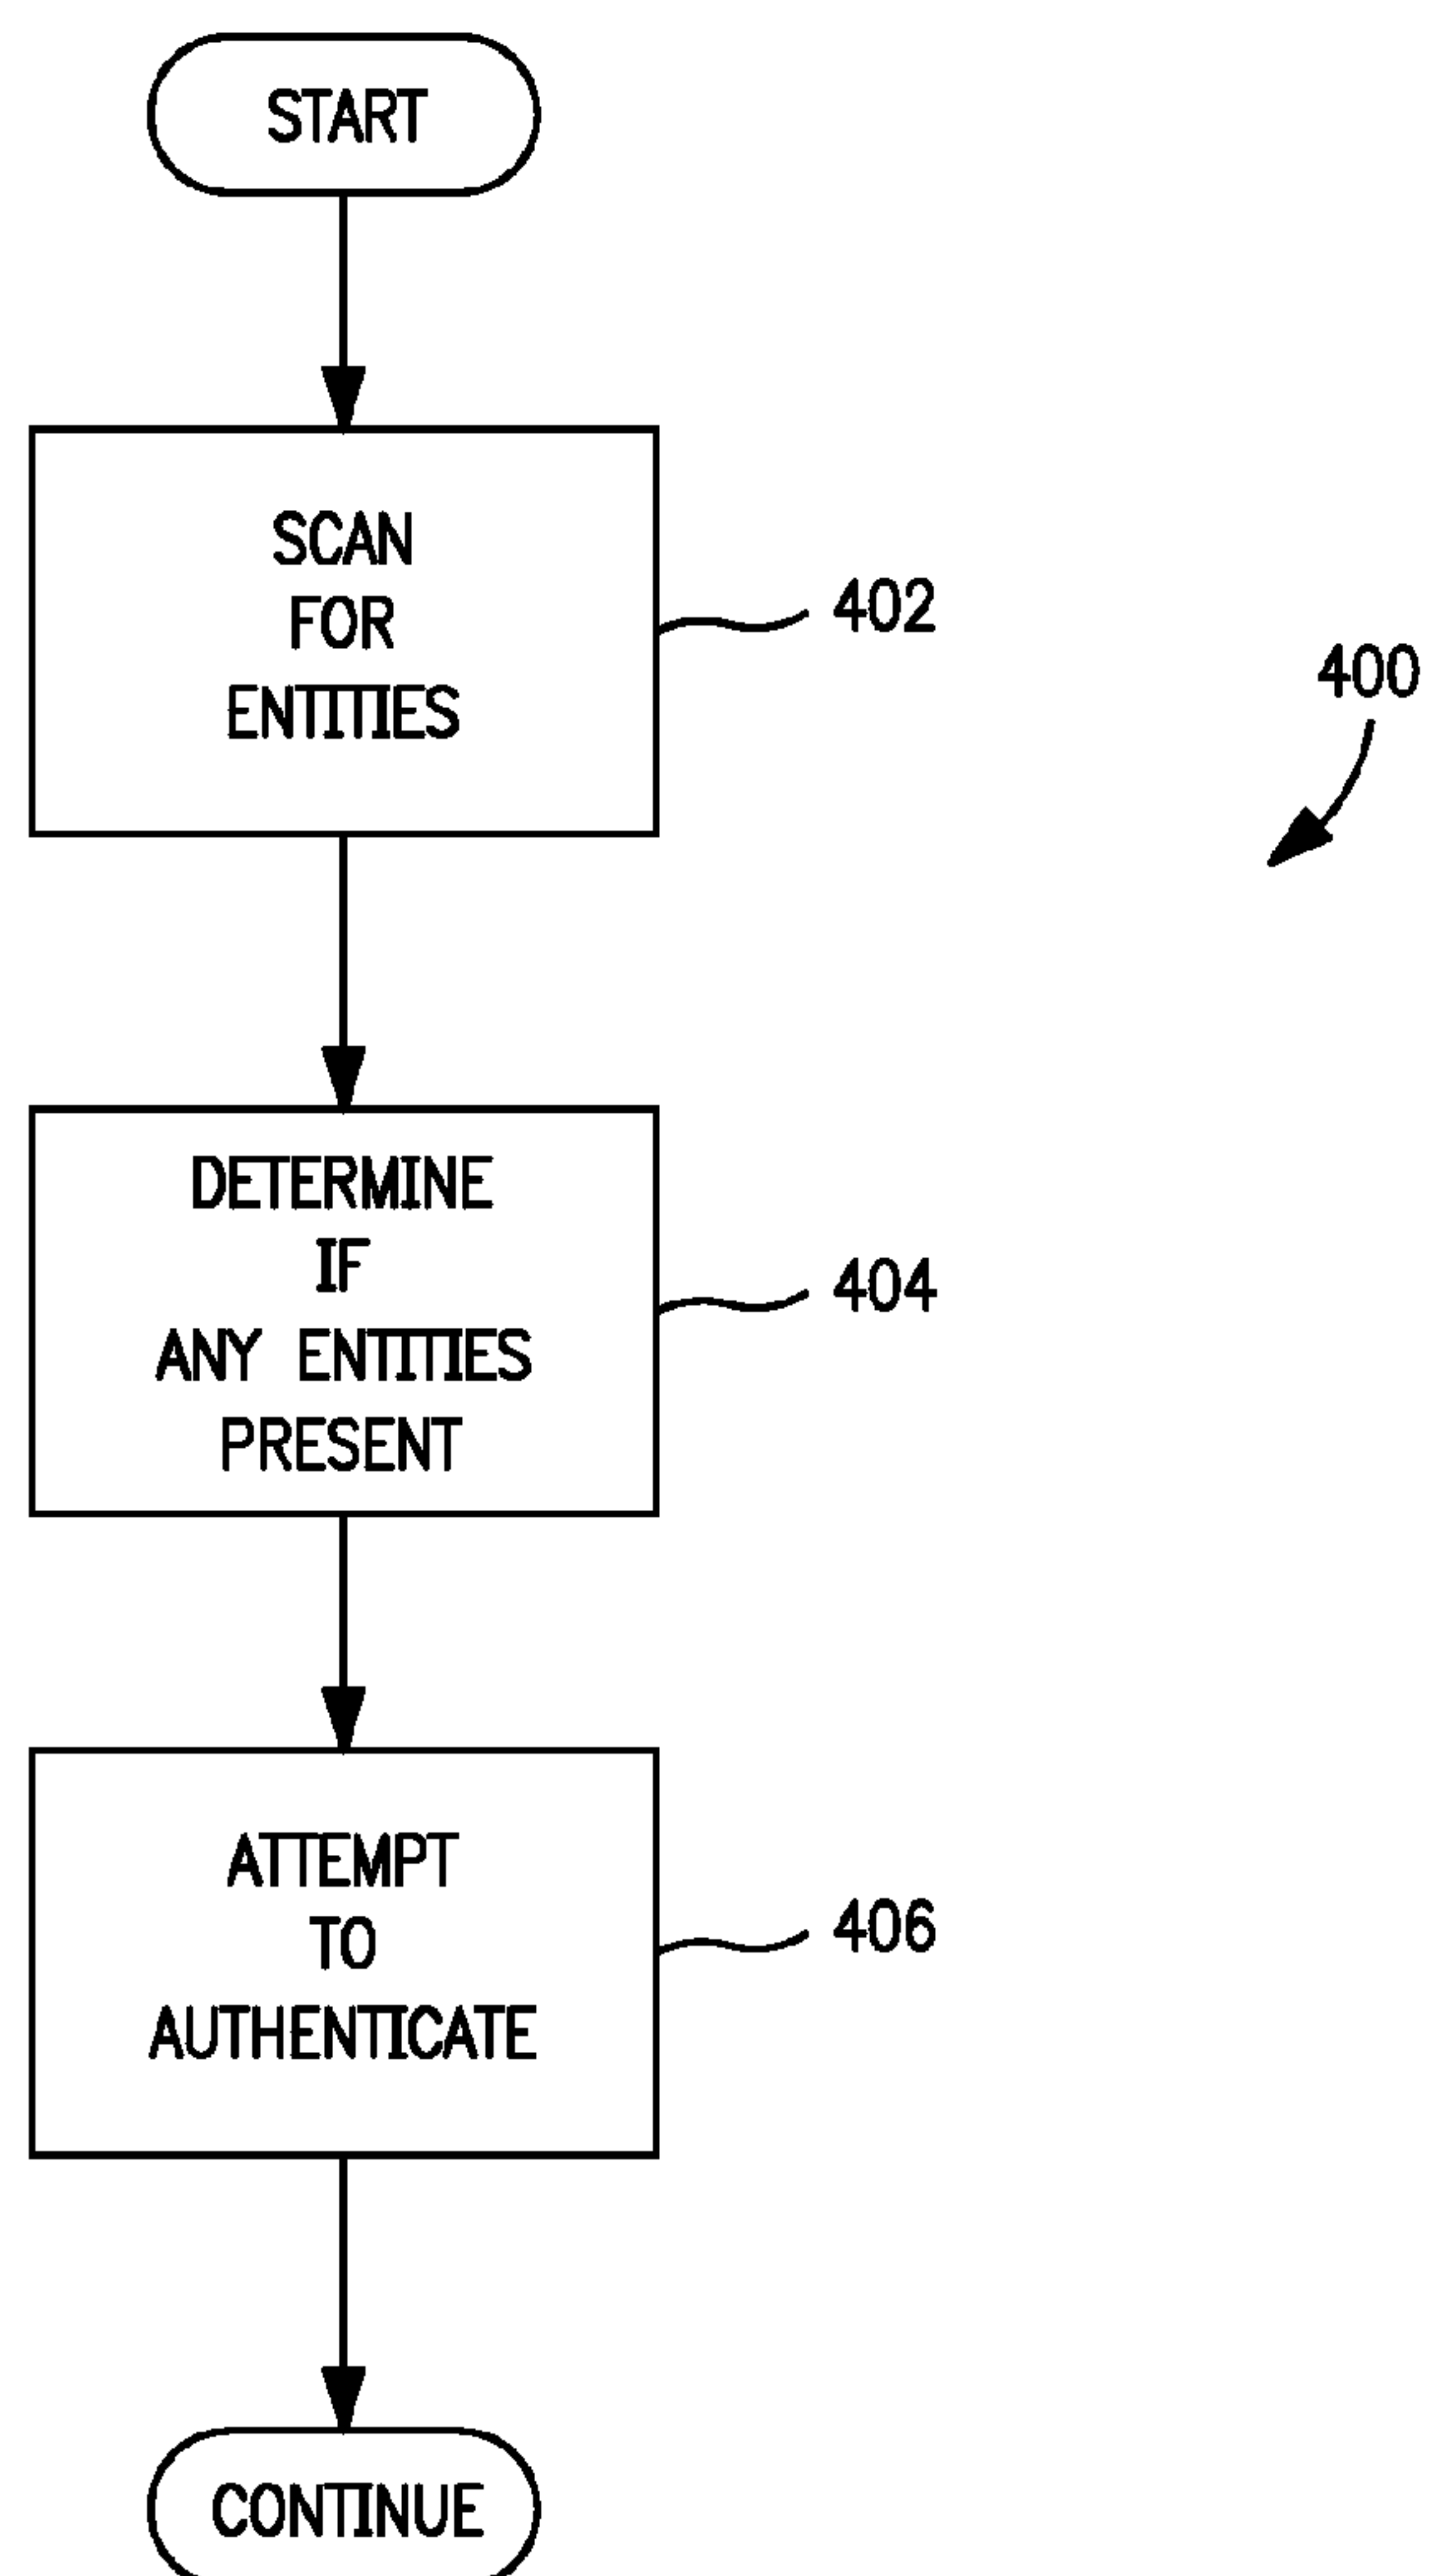 START
SCAN
FOR
ENTITIES
402
400
DETERMINE
IF
ANY ENTITIES
PRESENT
404
ATTEMPT
TO
AUTHENTICATE
406
CONTINUE